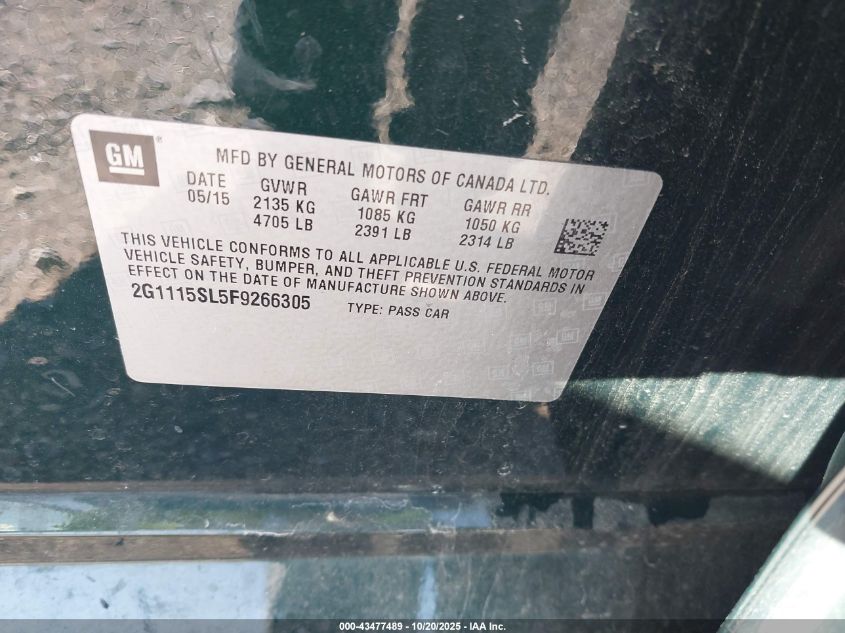 GM®
MFD BY GENERAL MOTORS OF CANADA LTD.
DATE GVWR GAWR FRT GAWR RR
05/15 2135 KG 1085 KG 1050 KG
4705 LB 2391 LB 2314 LB
THIS VEHICLE CONFORMS TO ALL APPLICABLE U.S. FEDERAL MOTOR
VEHICLE SAFETY, BUMPER, AND THEFT PREVENTION STANDARDS IN
EFFECT ON THE DATE OF MANUFACTURE SHOWN ABOVE.
2G1115SL5F9266305 TYPE: PASS CAR
000-43477489 - 10/20/2025 - IAA Corp.